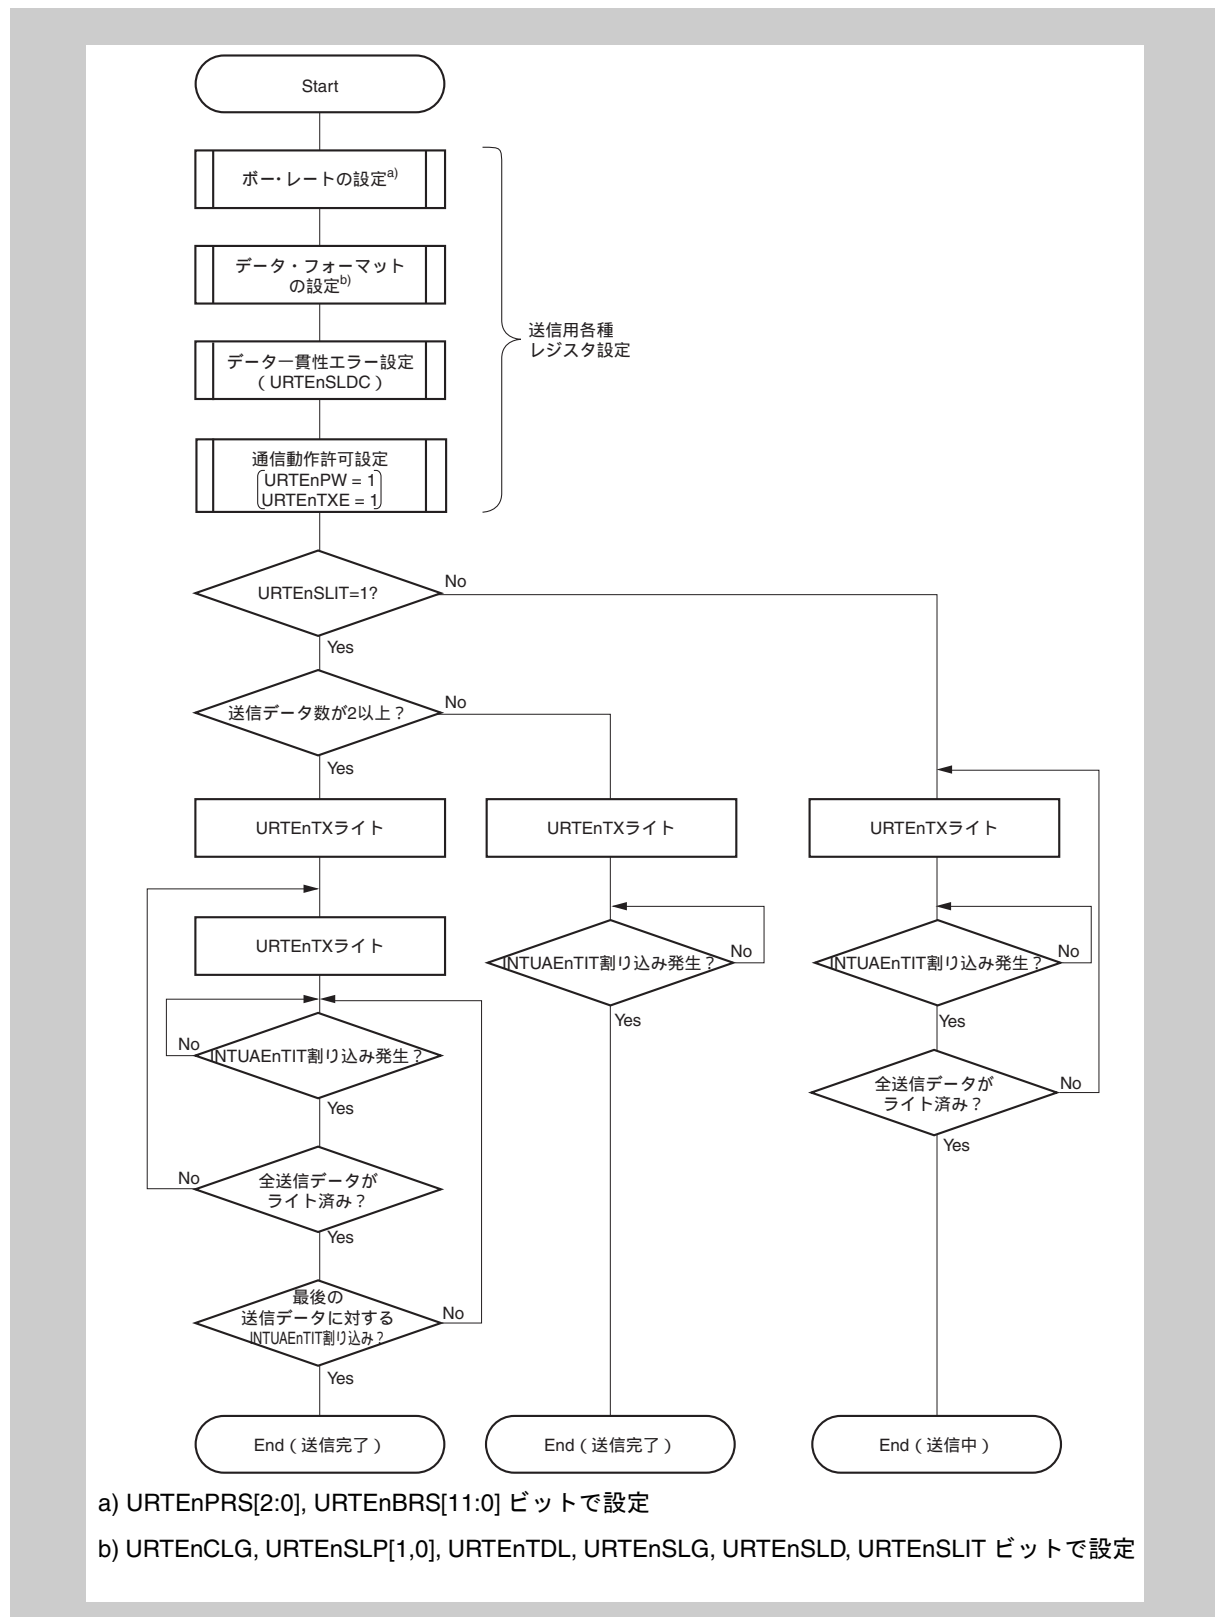 Start
ボー・レートの設定a)
データ・フォーマット
の設定b)
データ一貫性エラー設定
（URTEnSLDC）
送信用各種
レジスタ設定
通信動作許可設定
URTEnPW = 1
URTEnTXE = 1
URTEnSLIT=1?
No
Yes
送信データ数が2以上？
No
Yes
URTEnTXライト
URTEnTXライト
URTEnTXライト
URTEnTXライト
INTUAEnTIT割り込み発生？
No
Yes
INTUAEnTIT割り込み発生？
No
Yes
No
INTUAEnTIT割り込み発生？
Yes
全送信データが
ライト済み？
No
Yes
No
全送信データが
ライト済み？
Yes
最後の
送信データに対する
INTUAEnTIT割り込み？
No
Yes
End（送信完了）
End（送信完了）
End（送信中）
a) URTEnPRS[2:0], URTEnBRS[11:0] ビットで設定
b) URTEnCLG, URTEnSLP[1,0], URTEnTDL, URTEnSLG, URTEnSLD, URTEnSLIT ビットで設定